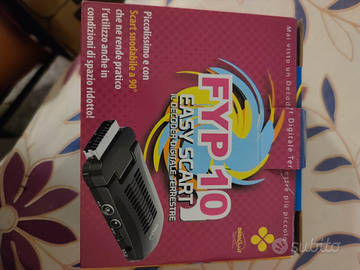 Piccolissimo e con
Scart snodabile a 90°
che ne rende pratico
l'utilizzo anche in
condizioni di spazio ridotto!
FYP 10
EASY SCART
IL DECODER DIGITALE TERRESTRE
Mai visto un Decoder Digitale Terrestre più piccolo
subito.it